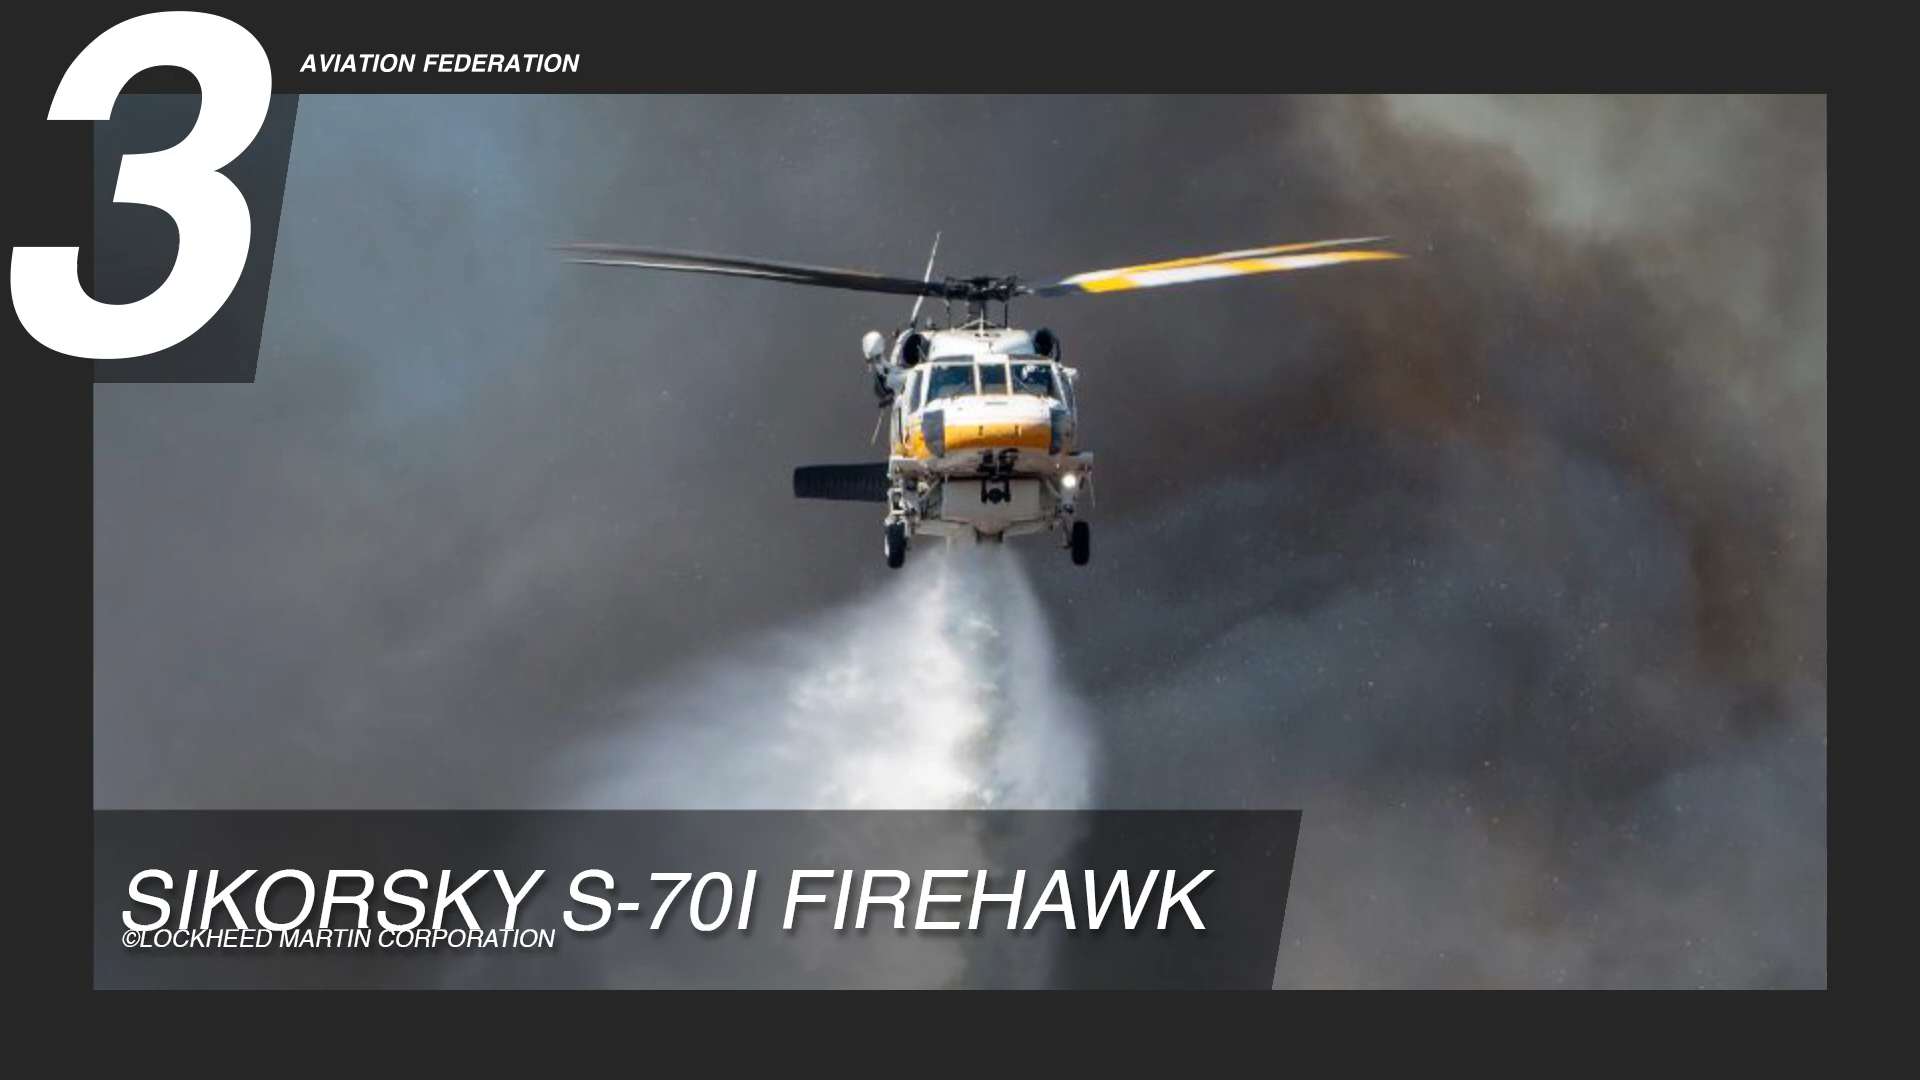 3
AVIATION FEDERATION
SIKORSKY S-70I FIREHAWK
©LOCKHEED MARTIN CORPORATION